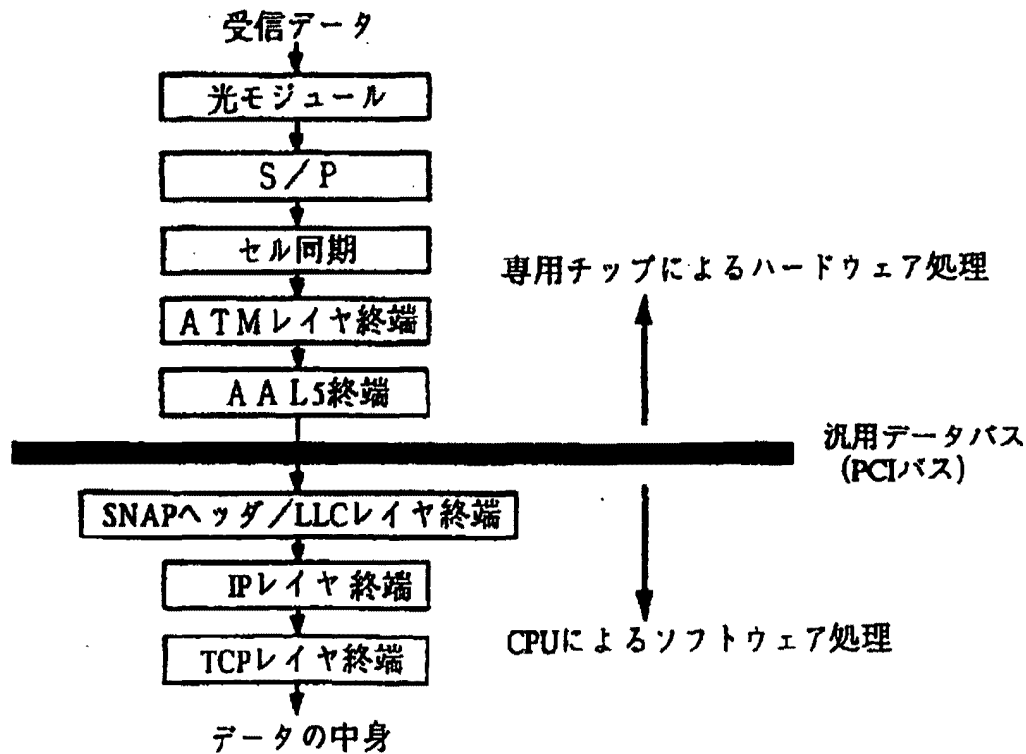 受信データ
光モジュール
S/P
セル同期
専用チップによるハードウェア処理
ATMレイヤ終端
AAL5終端
汎用データバス
(PCIバス)
SNAPヘッダ/LLCレイヤ終端
IPレイヤ終端
CPUによるソフトウェア処理
TCPレイヤ終端
データの中身